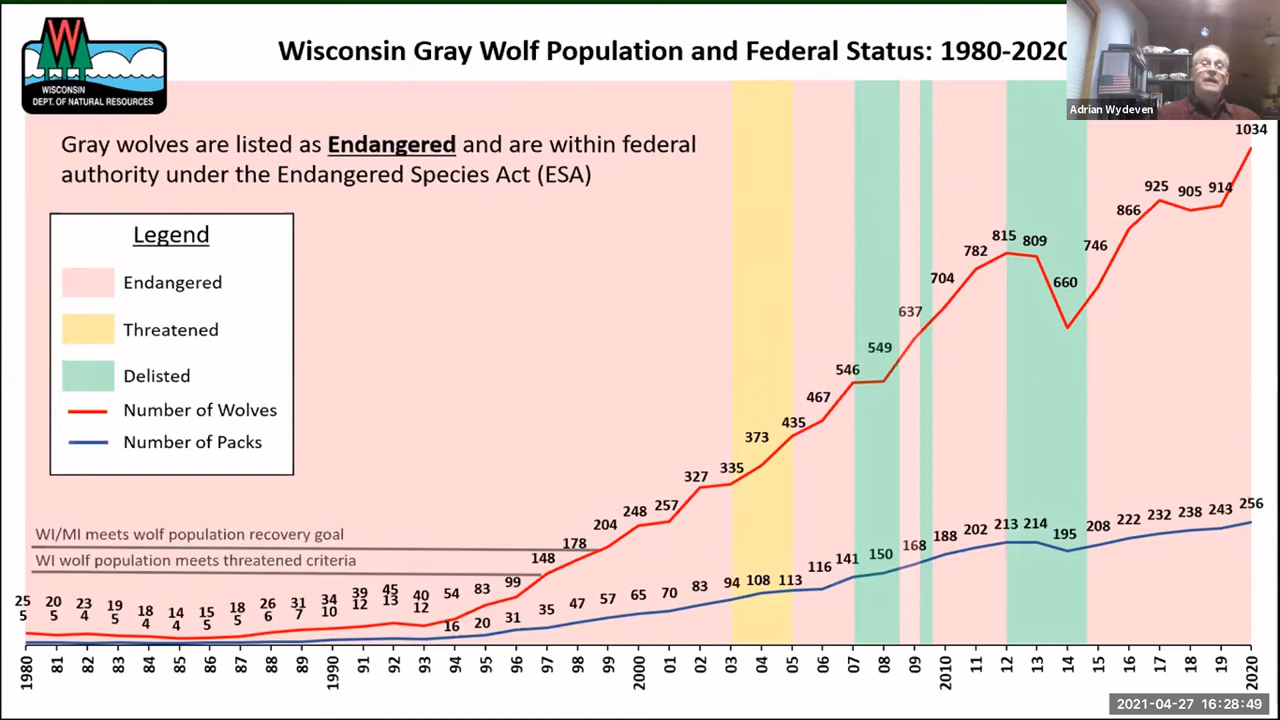 WISCONSIN
DEPT. OF NATURAL RESOURCES
Wisconsin Gray Wolf Population and Federal Status: 1980-2020
Adrian Wydeven
Gray wolves are listed as Endangered and are within federal
authority under the Endangered Species Act (ESA)
Legend
Endangered
Threatened
Delisted
Number of Wolves
Number of Packs
WI/MI meets wolf population recovery goal
WI wolf population meets threatened criteria
25 20 23 19 18 14 15 18 26 31 34 39 45 40 54 83 99 148 178 204 248 257 327 335 373 435 467 546 549 637 704 782 815 809 660 746 866 925 905 914 1034
5 5 4 5 4 4 5 5 6 7 10 12 13 12 16 20 31 35 47 57 65 70 83 94 108 113 116 141 150 168 188 202 213 214 195 208 222 232 238 243 256
1980 81 82 83 84 85 86 87 88 89 1990 91 92 93 94 95 96 97 98 99 2000 01 02 03 04 05 06 07 08 09 2010 11 12 13 14 15 16 17 18 19 2020
2021-04-27 16:28:49